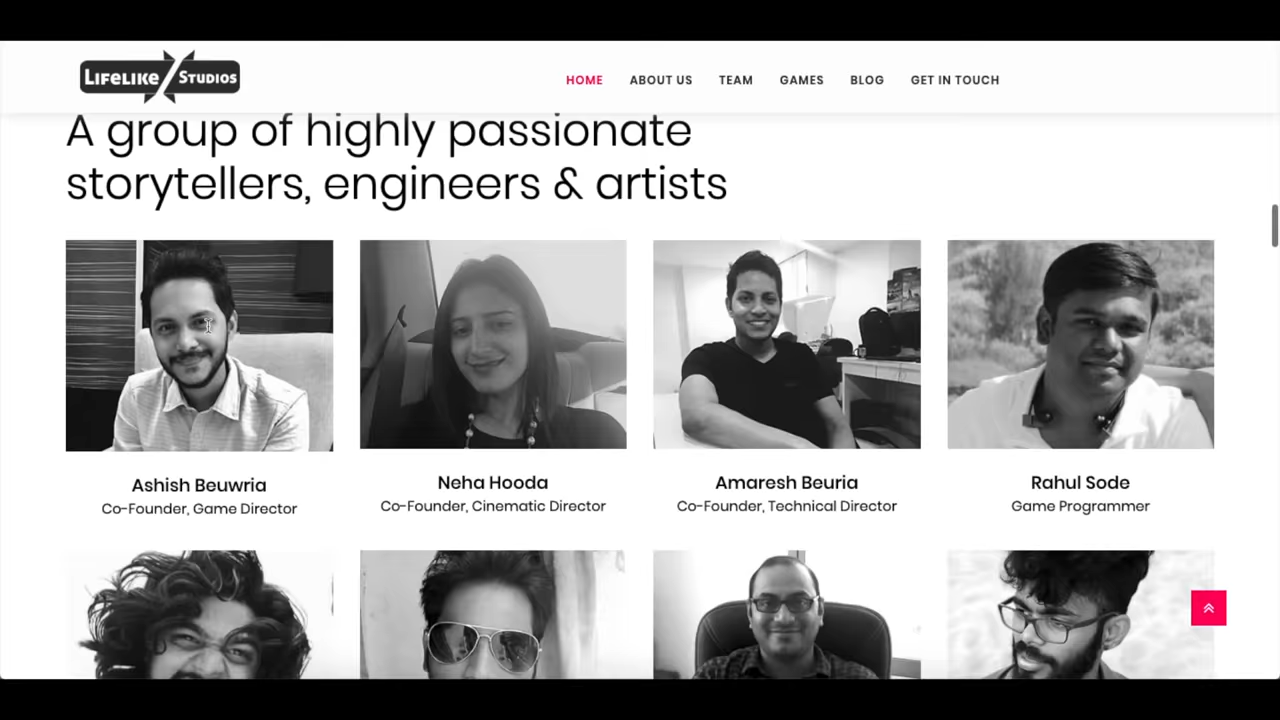 LIFELIKE STUDIOS
HOME ABOUT US TEAM GAMES BLOG GET IN TOUCH
A group of highly passionate
storytellers, engineers & artists
Ashish Beuwria
Co-Founder, Game Director
Neha Hooda
Co-Founder, Cinematic Director
Amaresh Beuria
Co-Founder, Technical Director
Rahul Sode
Game Programmer